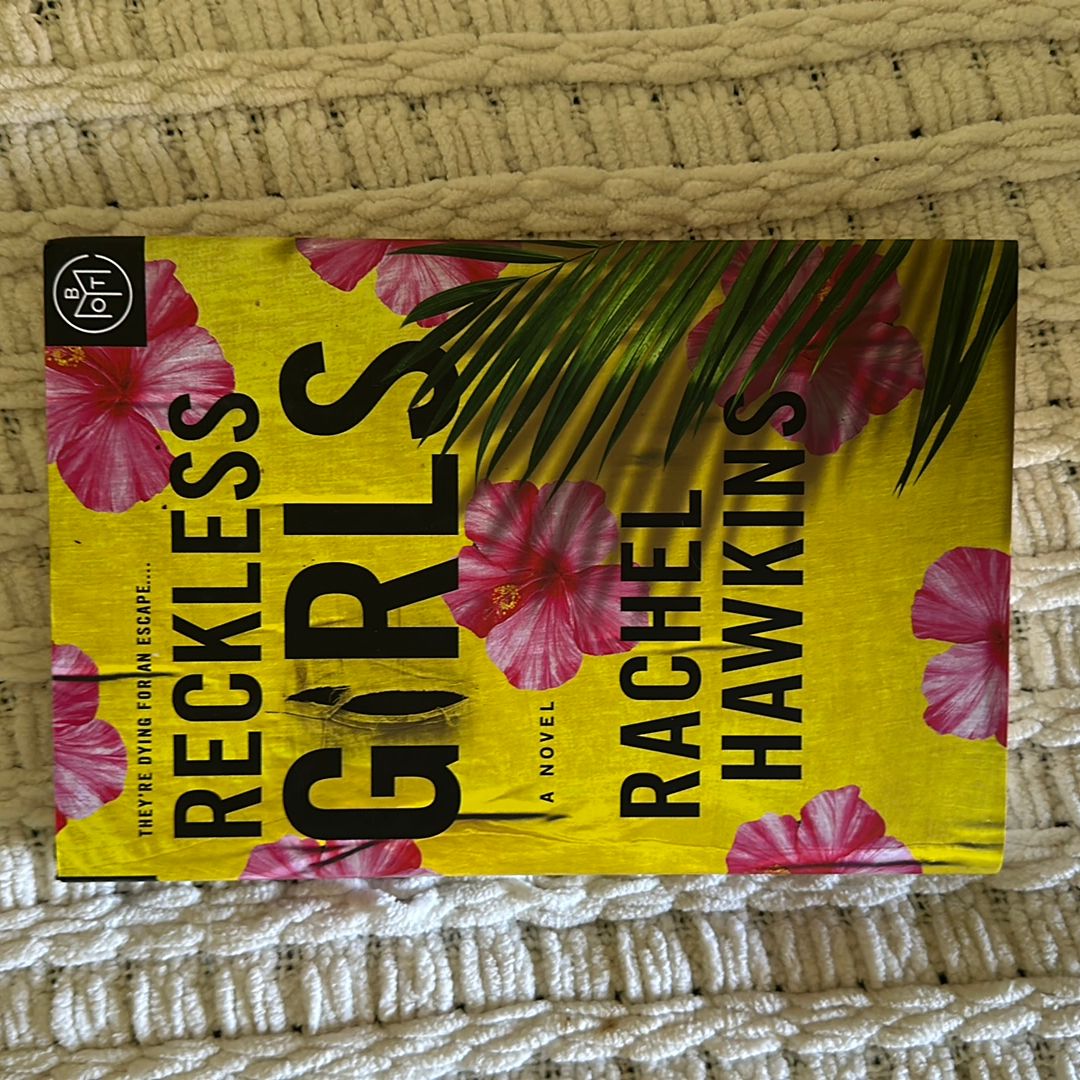 BOTM
THEY'RE DYING FOR AN ESCAPE....
RECKLESS
GIRLS
A NOVEL
RACHEL
HAWKINS